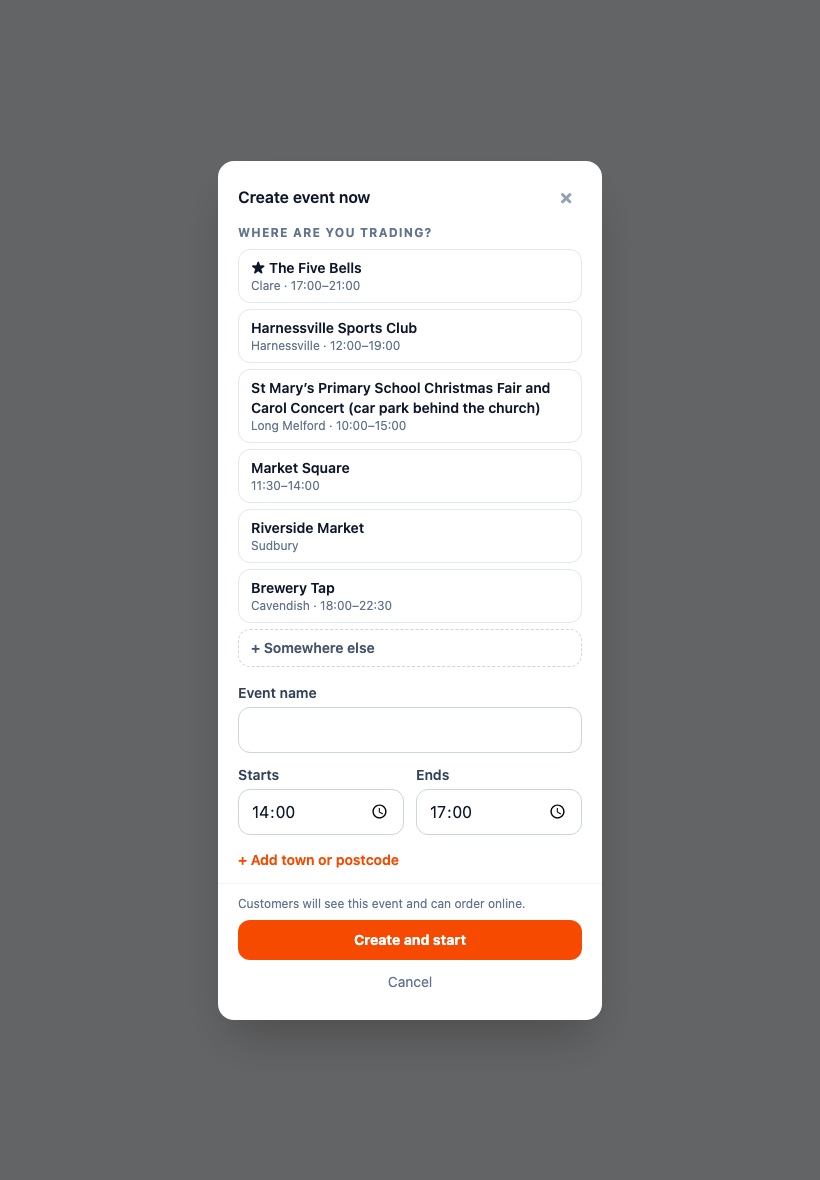 Create event now
WHERE ARE YOU TRADING?
★ The Five Bells
Clare · 17:00–21:00
Harnessville Sports Club
Harnessville · 12:00–19:00
St Mary’s Primary School Christmas Fair and
Carol Concert (car park behind the church)
Long Melford · 10:00–15:00
Market Square
11:30–14:00
Riverside Market
Sudbury
Brewery Tap
Cavendish · 18:00–22:30
+ Somewhere else
Event name
Starts Ends
14:00 17:00
+ Add town or postcode
Customers will see this event and can order online.
Create and start
Cancel